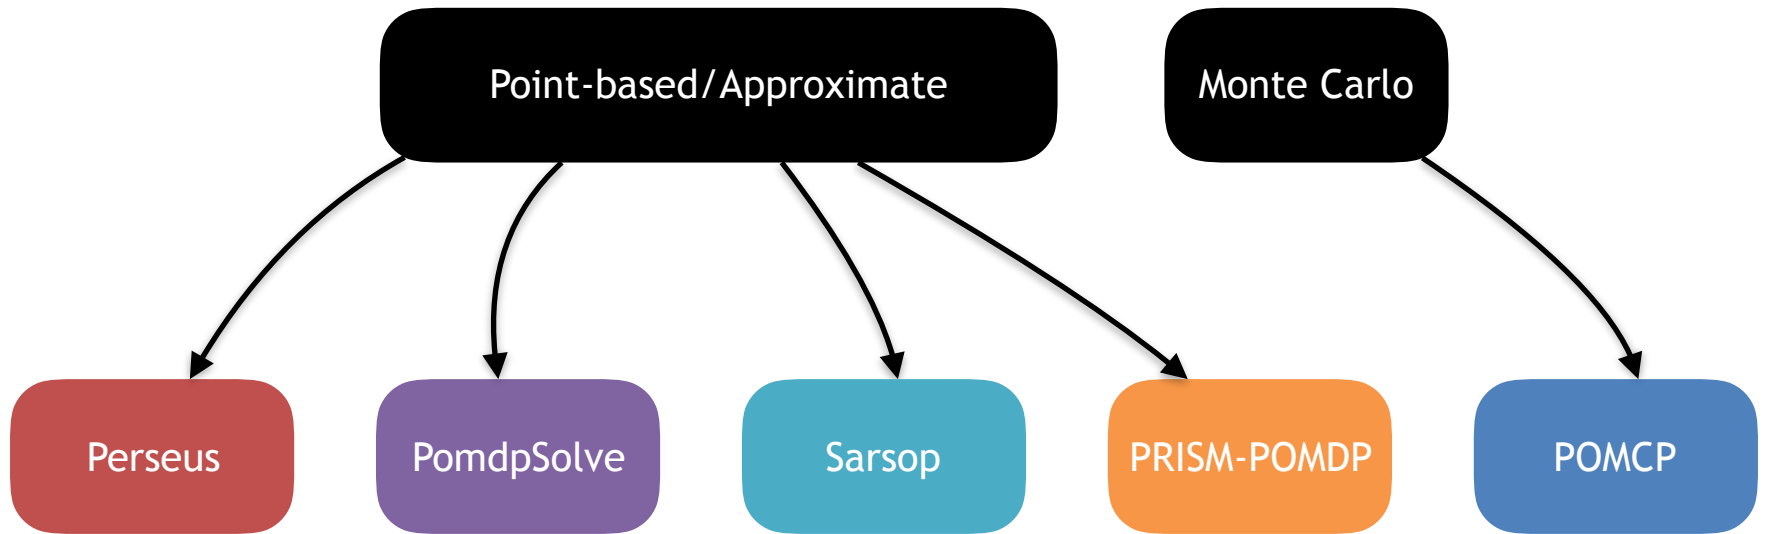 Point-based/Approximate
Monte Carlo
Perseus
PomdpSolve
Sarsop
PRISM-POMDP
POMCP